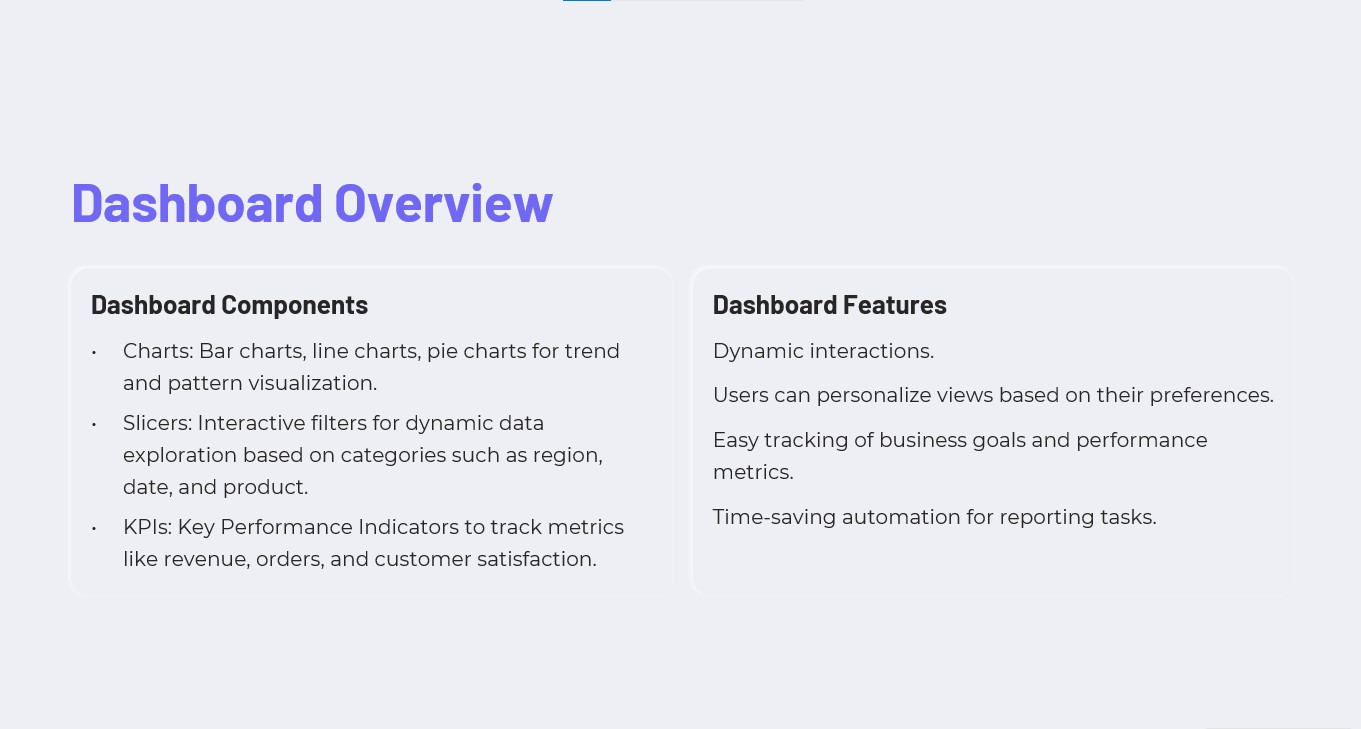 Dashboard Overview
Dashboard Components
• Charts: Bar charts, line charts, pie charts for trend
and pattern visualization.
• Slicers: Interactive filters for dynamic data
exploration based on categories such as region,
date, and product.
• KPIs: Key Performance Indicators to track metrics
like revenue, orders, and customer satisfaction.
Dashboard Features
Dynamic interactions.
Users can personalize views based on their preferences.
Easy tracking of business goals and performance
metrics.
Time-saving automation for reporting tasks.